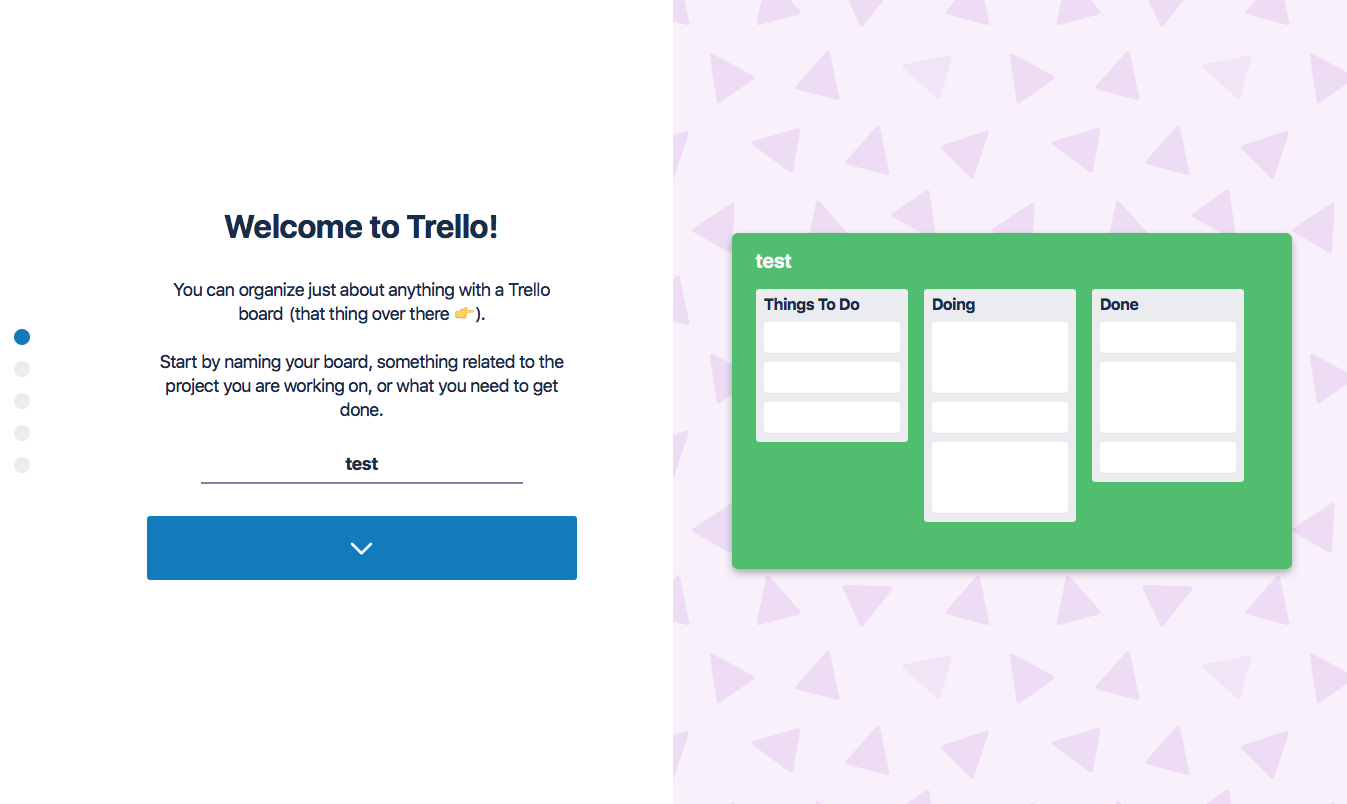 Welcome to Trello!
You can organize just about anything with a Trello
board (that thing over there 👉).
Start by naming your board, something related to the
project you are working on, or what you need to get
done.
test
test
Things To Do
Doing
Done